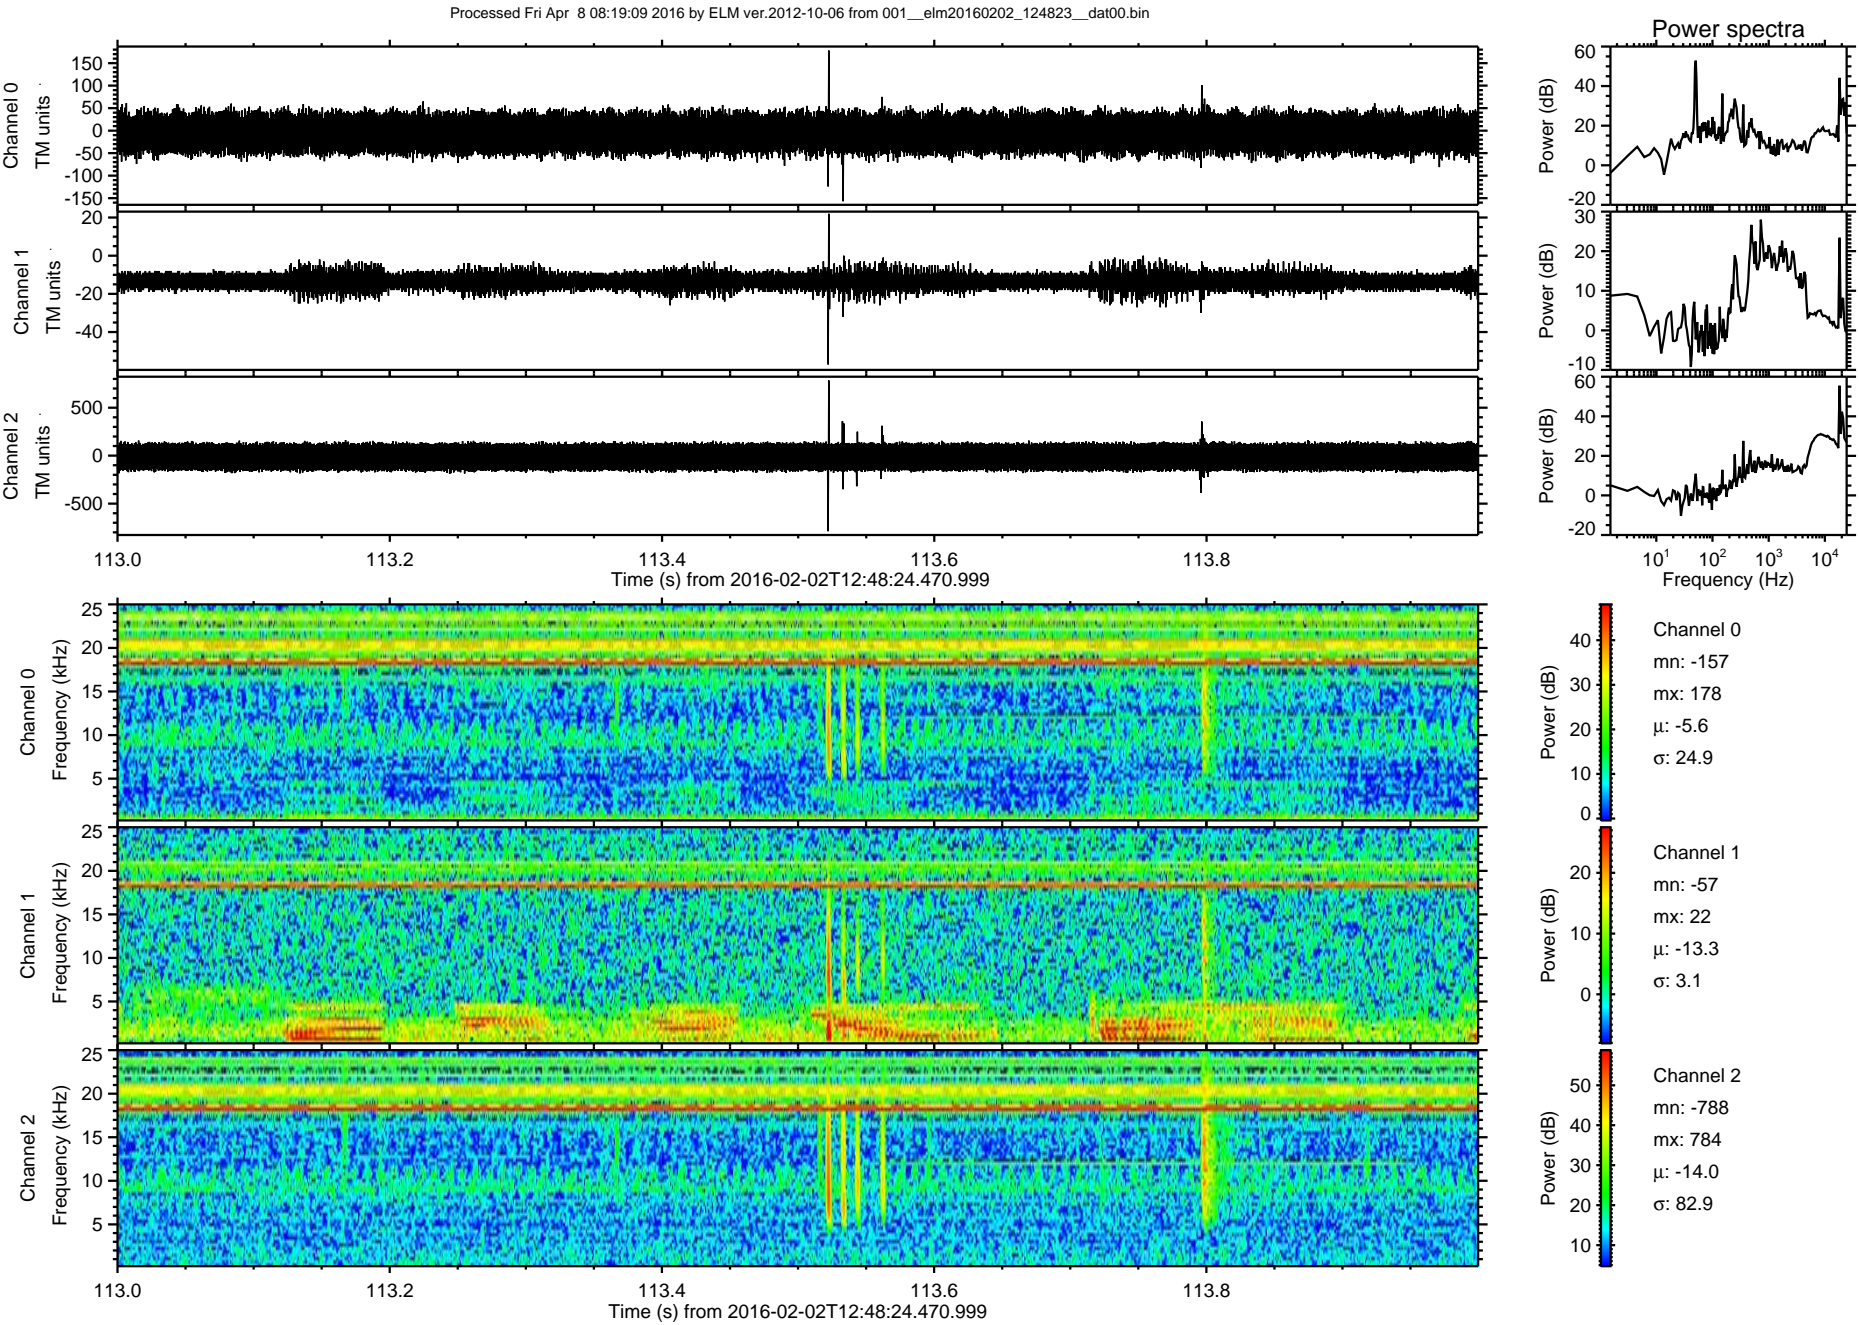 Processed Fri Apr  8 08:19:09 2016 by ELM ver.2012-10-06 from 001__elm20160202_124823__dat00.bin
Power spectra
Channel 0
TM units
150
100
50
0
-50
-100
-150
Power (dB)
60
40
20
0
-20
Channel 1
TM units
20
0
-20
-40
Power (dB)
30
20
10
0
-10
Channel 2
TM units
500
0
-500
Power (dB)
60
40
20
0
-20
113.0 113.2 113.4 113.6 113.8
Time (s) from 2016-02-02T12:48:24.470.999
10^1 10^2 10^3 10^4
Frequency (Hz)
Channel 0
Frequency (kHz)
25
20
15
10
5
Power (dB)
40
30
20
10
0
Channel 0
mn: -157
mx: 178
μ: -5.6
σ: 24.9
Channel 1
Frequency (kHz)
25
20
15
10
5
Power (dB)
20
10
0
Channel 1
mn: -57
mx: 22
μ: -13.3
σ: 3.1
Channel 2
Frequency (kHz)
25
20
15
10
5
Power (dB)
50
40
30
20
10
Channel 2
mn: -788
mx: 784
μ: -14.0
σ: 82.9
113.0 113.2 113.4 113.6 113.8
Time (s) from 2016-02-02T12:48:24.470.999